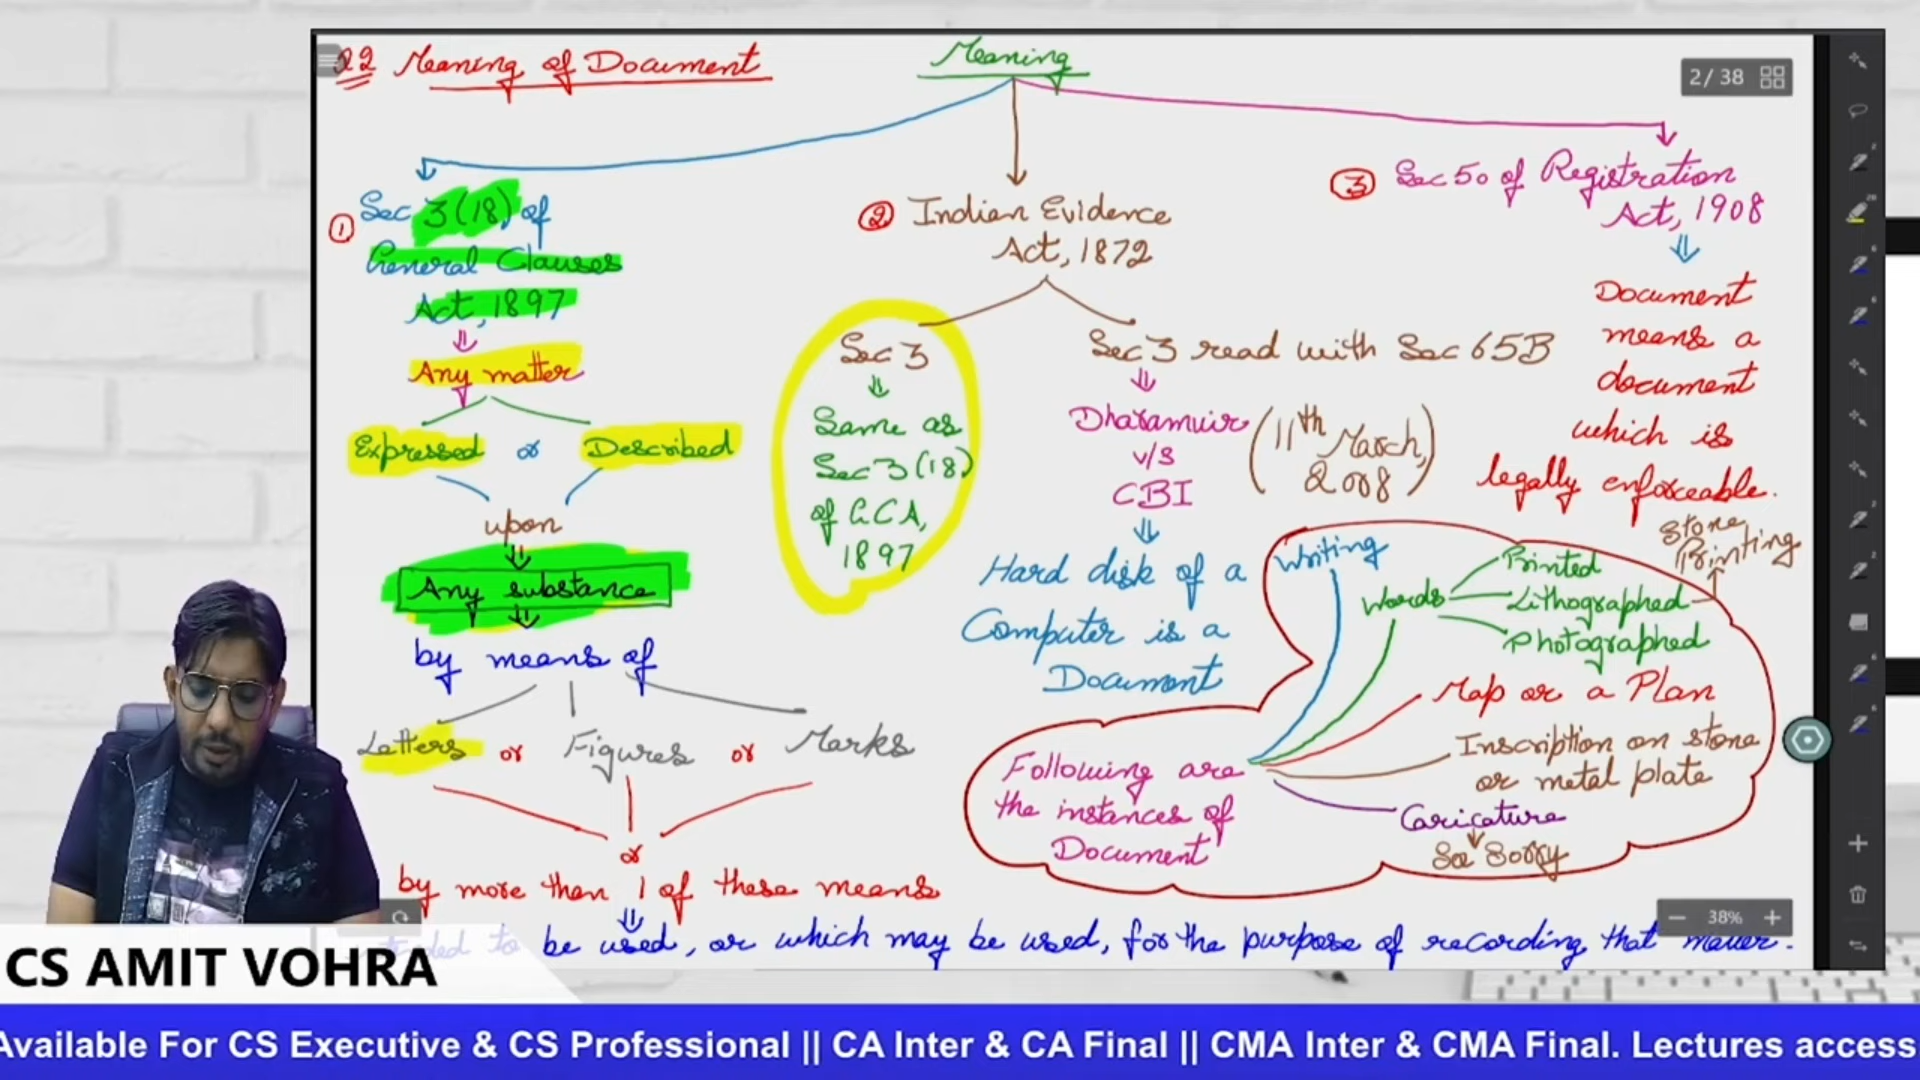 22 Meaning of Document
Meaning
2/38
① Sec 3(18) of
General Clauses
Act, 1897
⇓
Any matter
Expressed or Described
upon
Any substance
by means of
Letters or Figures or Marks
or
by more than 1 of these means
be used, or which may be used, for the purpose of recording that matter.
② Indian Evidence
Act, 1872
Sec 3
Same as
Sec 3(18)
of GCA,
1897
Sec 3 read with Sec 65B
Dharamvir
v/s
CBI
(11th March,
2008)
Hard disk of a
Computer is a
Document
③ Sec 50 of Registration
Act, 1908
Document
means a
document
which is
legally enforceable.
Following are
the instances of
Document
Writing
Words
Printed
Lithographed
Stone
Printing
Photographed
Map or a Plan
Inscription on stone
or metal plate
Caricature
Sorry
38%
CS AMIT VOHRA
Available For CS Executive & CS Professional || CA Inter & CA Final || CMA Inter & CMA Final. Lectures access